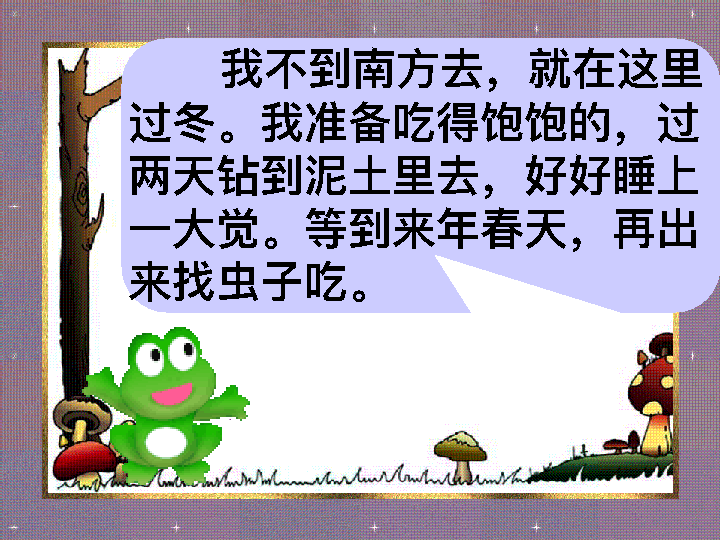 我不到南方去，就在这里
过冬。我准备吃得饱饱的，过
两天钻到泥土里去，好好睡上
一大觉。等到来年春天，再出
来找虫子吃。